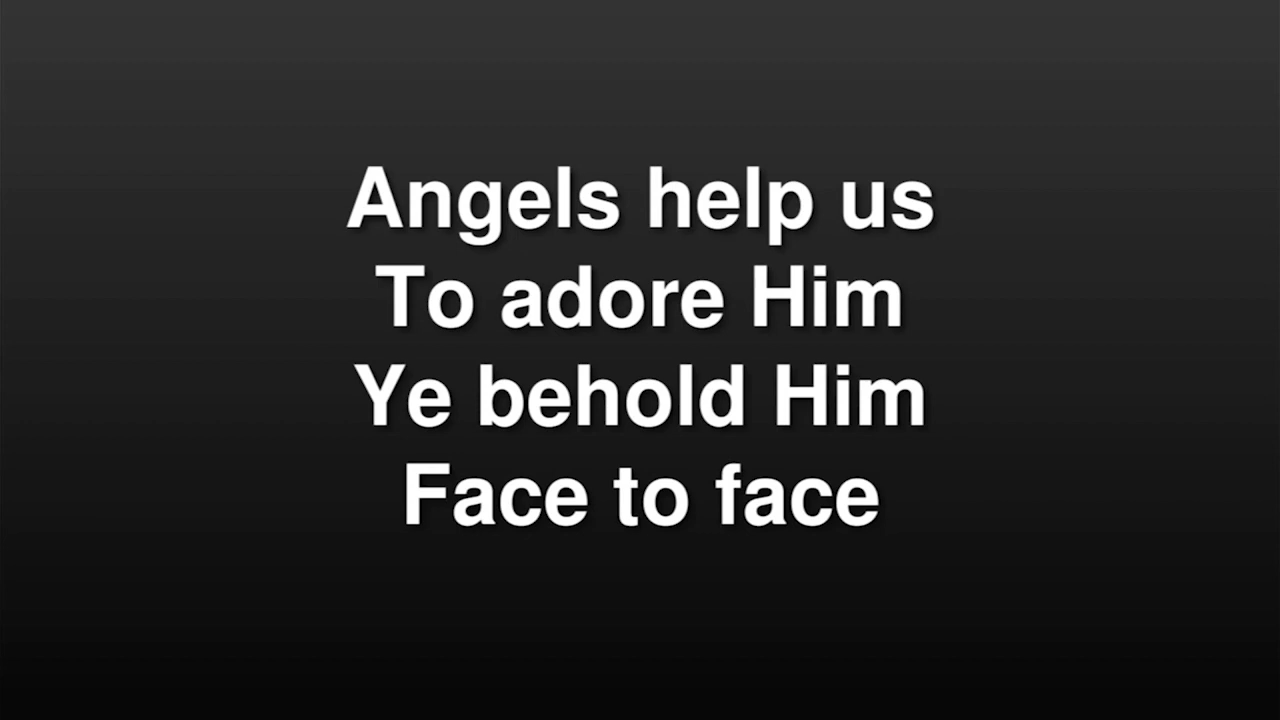 Angels help us
To adore Him
Ye behold Him
Face to face